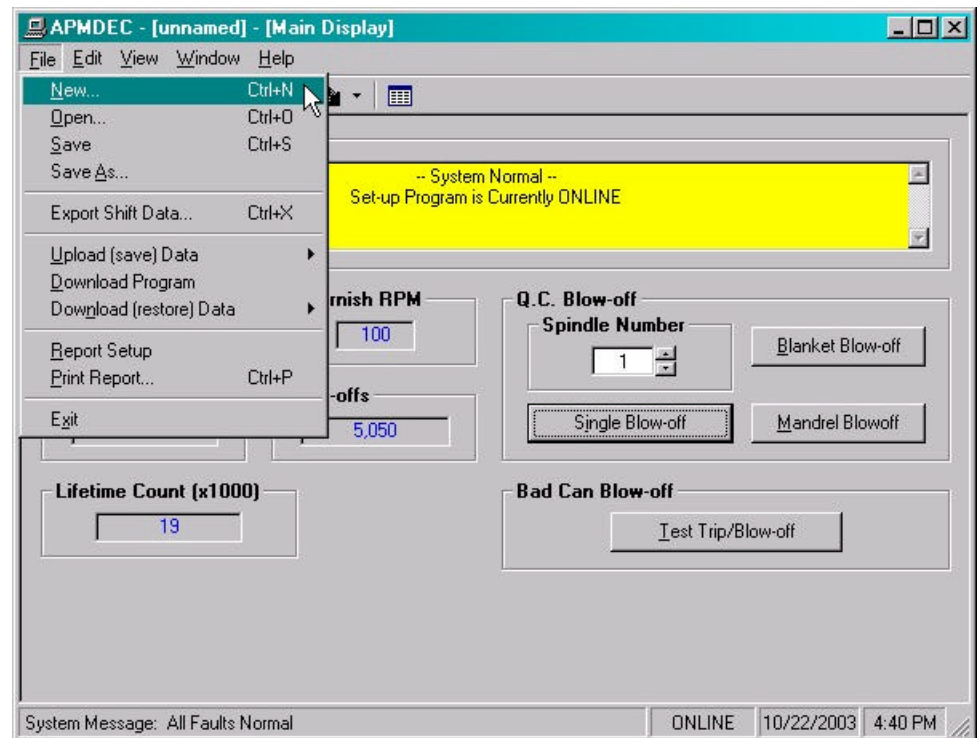 APMDEC - [unnamed] - [Main Display]
File Edit View Window Help
New... Ctrl+N
Open... Ctrl+O
Save Ctrl+S
Save As...
Export Shift Data... Ctrl+X
Upload (save) Data
Download Program
Download (restore) Data
Report Setup
Print Report... Ctrl+P
Exit
-- System Normal --
Set-up Program is Currently ONLINE
RPM
100
5,050
Lifetime Count (x1000)
19
Q.C. Blow-off
Spindle Number
1
Blanket Blow-off
Single Blow-off
Mandrel Blowoff
Bad Can Blow-off
Test Trip/Blow-off
System Message: All Faults Normal
ONLINE
10/22/2003
4:40 PM